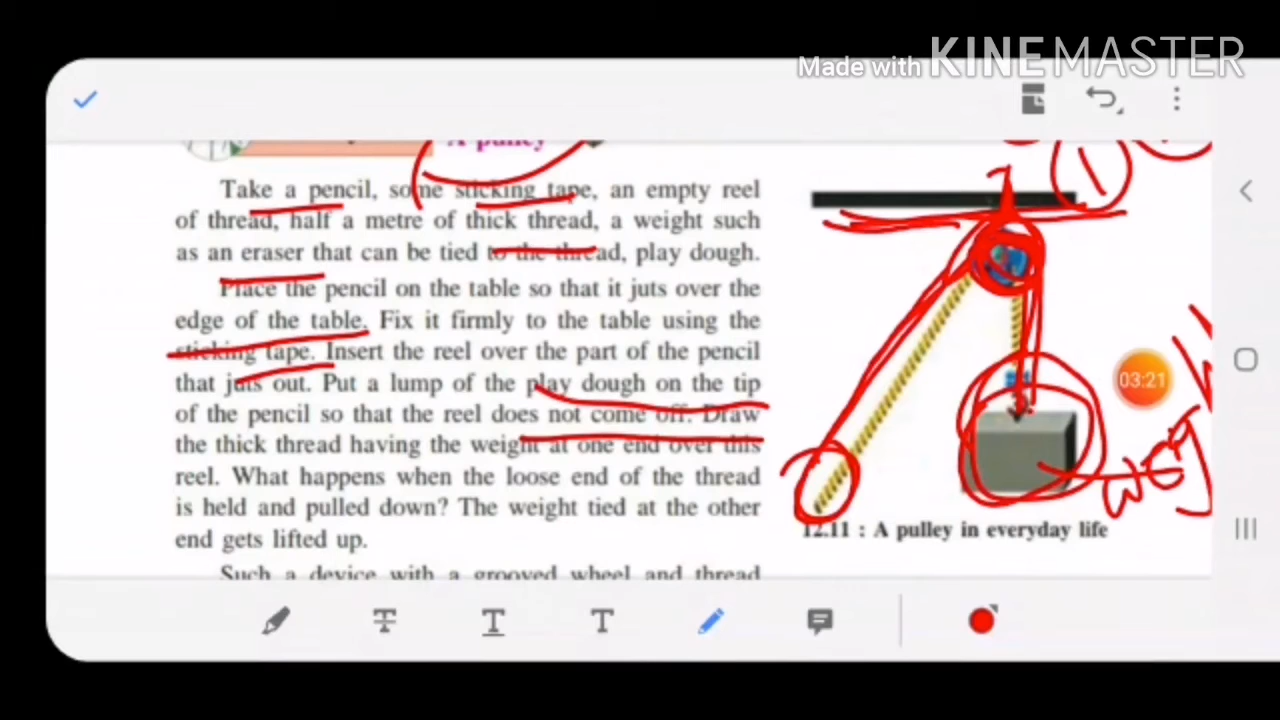 Made with KINEMASTER
A pulley
Take a pencil, some sticking tape, an empty reel
of thread, half a metre of thick thread, a weight such
as an eraser that can be tied to the thread, play dough.
Place the pencil on the table so that it juts over the
edge of the table. Fix it firmly to the table using the
sticking tape. Insert the reel over the part of the pencil
that juts out. Put a lump of the play dough on the tip
of the pencil so that the reel does not come off. Draw
the thick thread having the weight at one end over this
reel. What happens when the loose end of the thread
is held and pulled down? The weight tied at the other
end gets lifted up.
Such a device with a grooved wheel and thread
1
03:21
12.11 : A pulley in everyday life
T
T
T